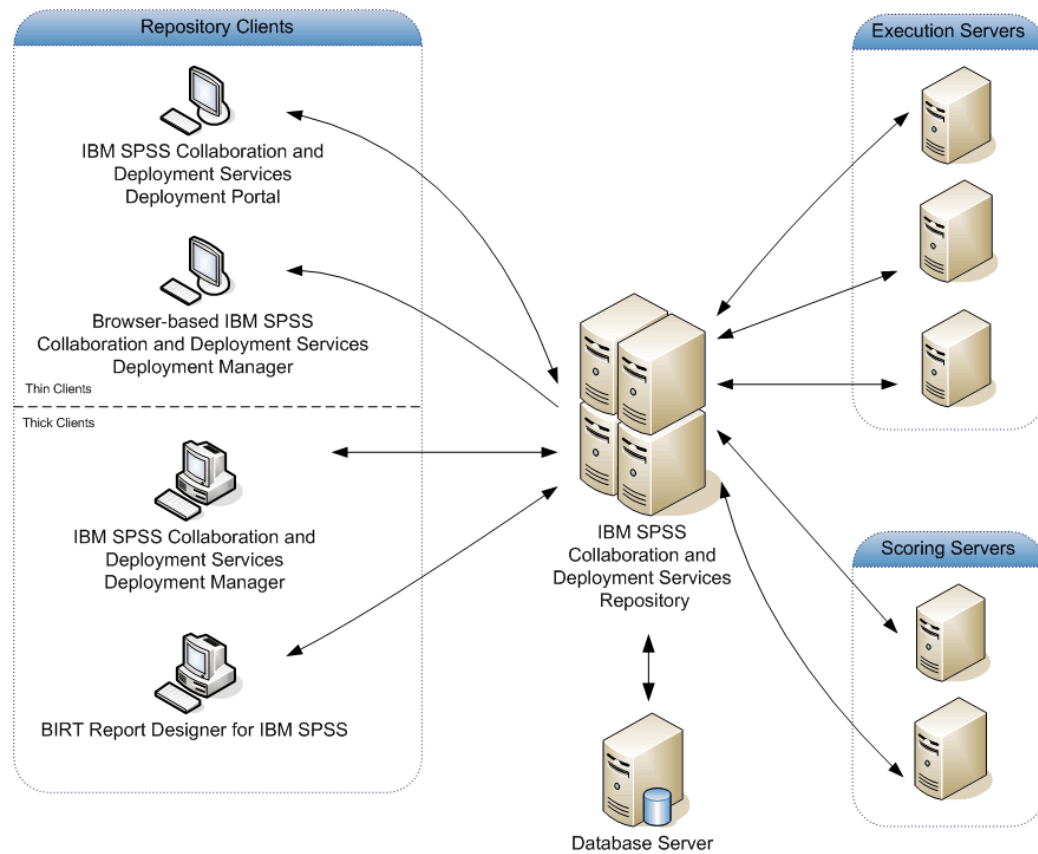 Repository Clients
IBM SPSS Collaboration and
Deployment Services
Deployment Portal
Browser-based IBM SPSS
Collaboration and Deployment Services
Deployment Manager
Thin Clients
Thick Clients
IBM SPSS Collaboration and
Deployment Services
Deployment Manager
BIRT Report Designer for IBM SPSS
IBM SPSS
Collaboration and
Deployment Services
Repository
Database Server
Execution Servers
Scoring Servers